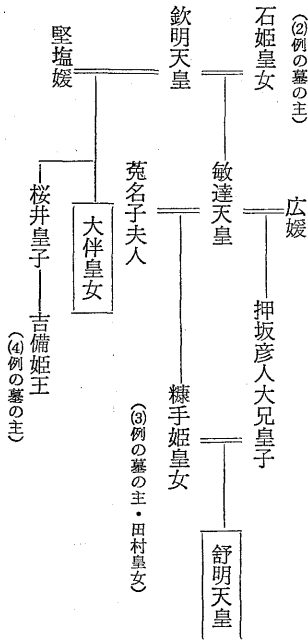 石姫皇女
(2)例の墓の主)
欽明天皇
堅塩媛
広媛
敏達天皇
菟名子夫人
大伴皇女
桜井皇子
吉備姫王
(4)例の墓の主)
押坂彦人大兄皇子
糠手姫皇女
(3)例の墓の主・田村皇女)
舒明天皇